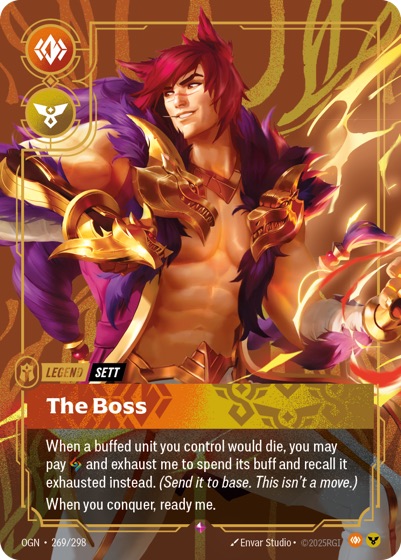 LEGEND SETT
The Boss
When a buffed unit you control would die, you may
pay and exhaust me to spend its buff and recall it
exhausted instead. (Send it to base. This isn't a move.)
When you conquer, ready me.
OGN • 269/298 Envar Studio • ©2025RGI